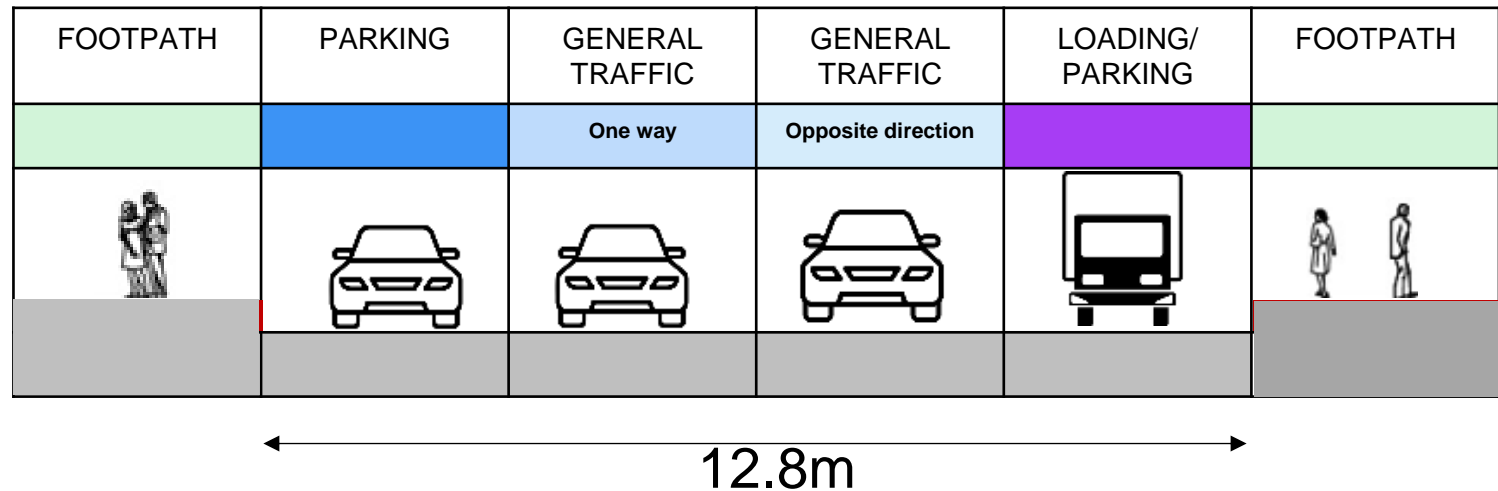 FOOTPATH
PARKING
GENERAL
TRAFFIC
GENERAL
TRAFFIC
LOADING/
PARKING
FOOTPATH
One way
Opposite direction
12.8m